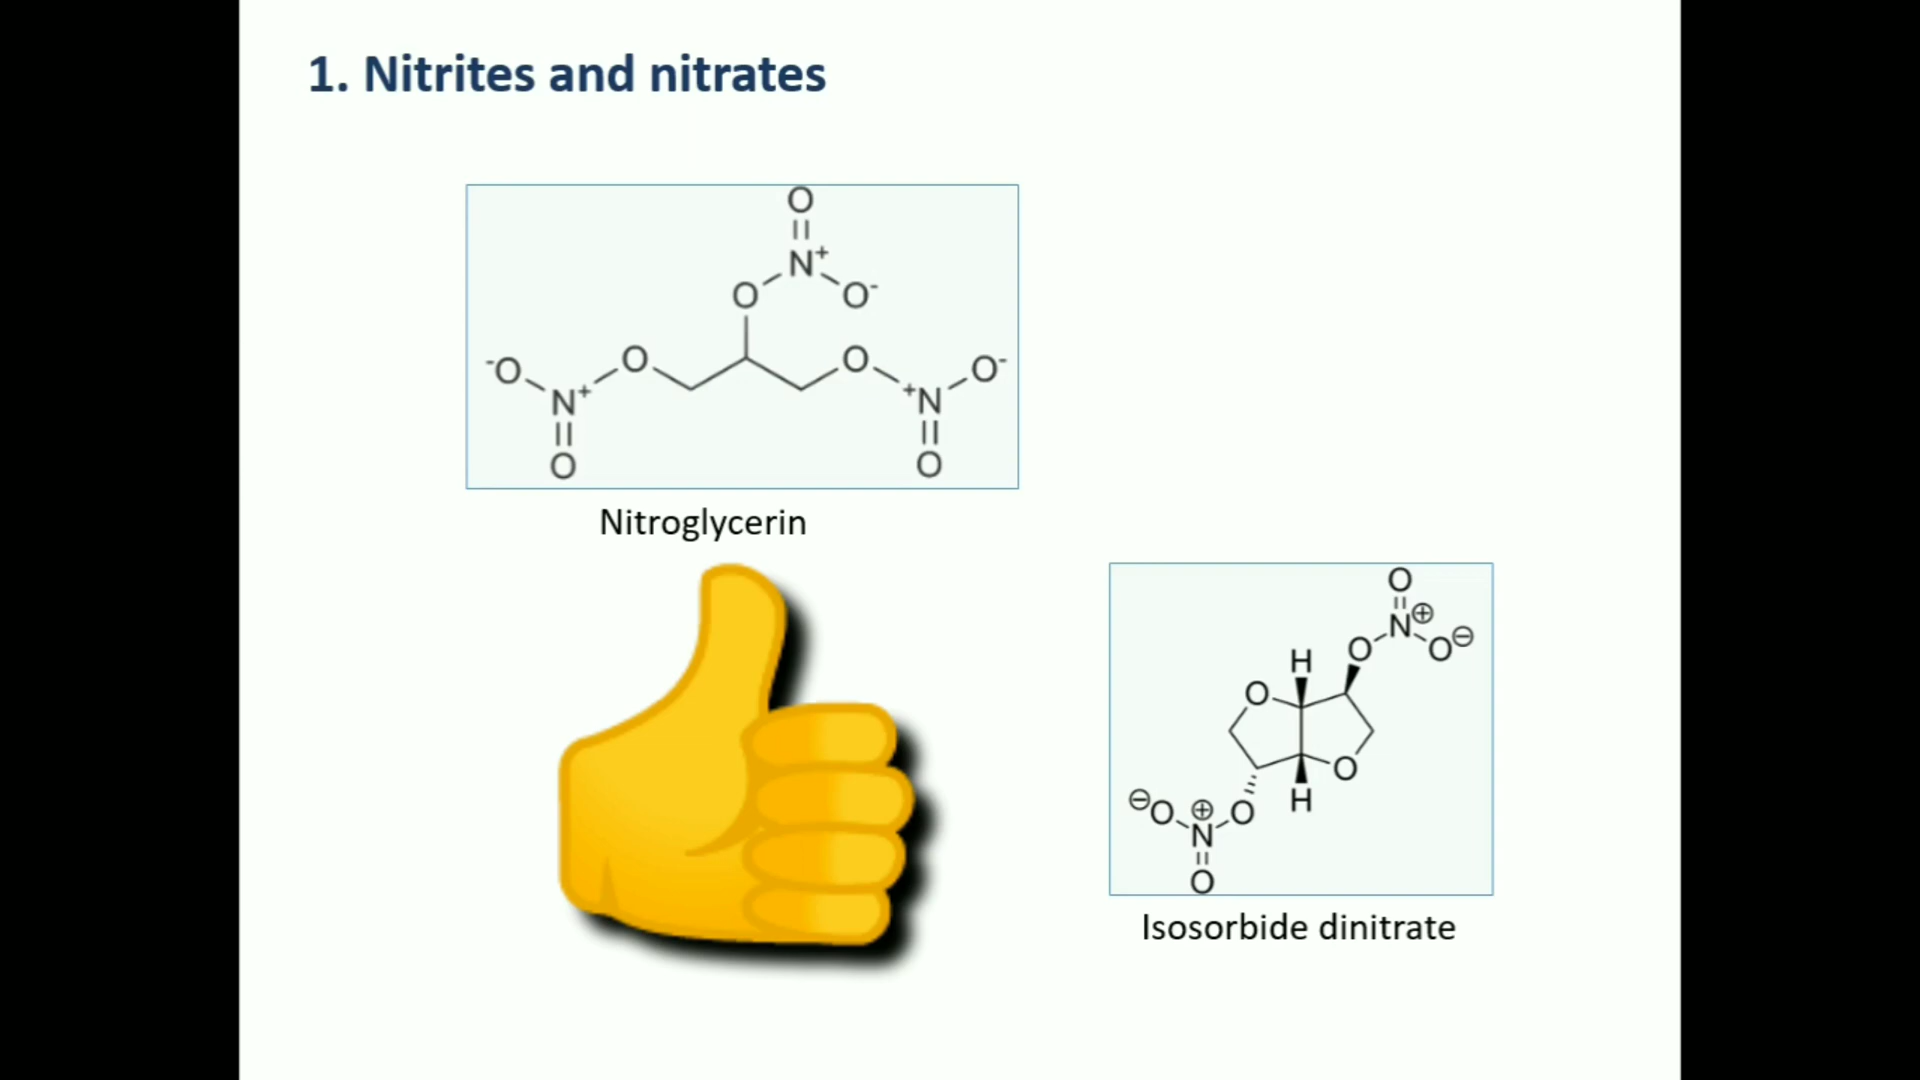 1. Nitrites and nitrates
O
N+
O
O-
-O
O
O
O-
N+
+N
O
O
Nitroglycerin
O
N⊕
O
O⊖
H
O
O
H
⊖O
⊕
O
N
O
Isosorbide dinitrate